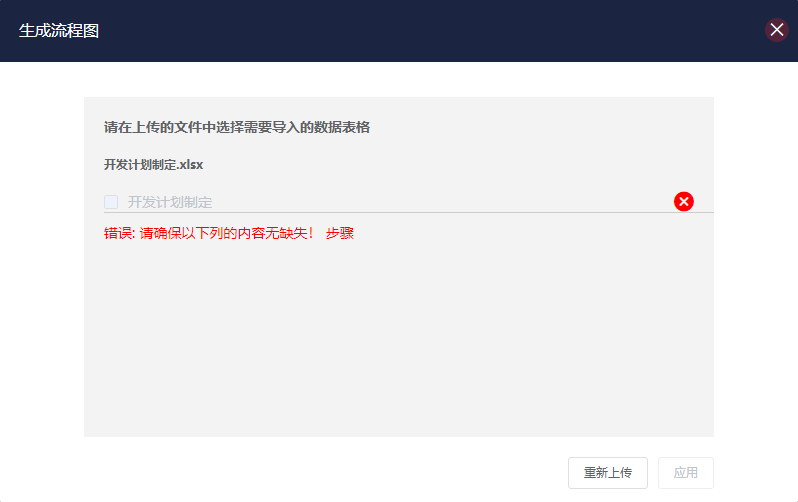 生成流程图
请在上传的文件中选择需要导入的数据表格
开发计划制定.xlsx
开发计划制定
错误: 请确保以下列的内容无缺失! 步骤
重新上传 应用